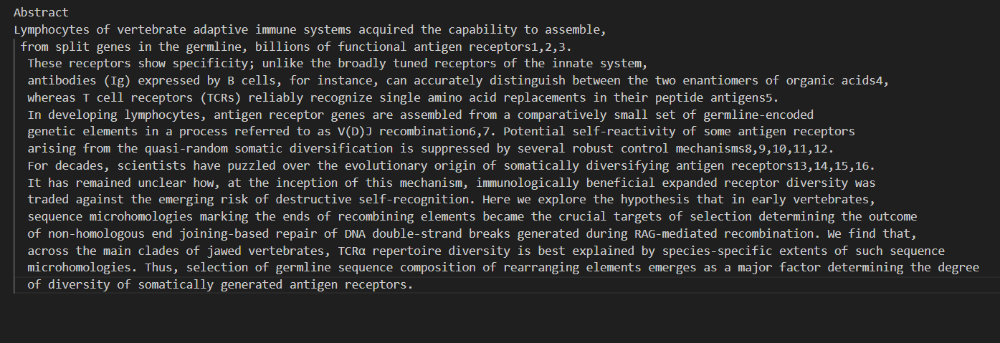 Abstract
Lymphocytes of vertebrate adaptive immune systems acquired the capability to assemble,
from split genes in the germline, billions of functional antigen receptors1,2,3.
These receptors show specificity; unlike the broadly tuned receptors of the innate system,
antibodies (Ig) expressed by B cells, for instance, can accurately distinguish between the two enantiomers of organic acids4,
whereas T cell receptors (TCRs) reliably recognize single amino acid replacements in their peptide antigens5.
In developing lymphocytes, antigen receptor genes are assembled from a comparatively small set of germline-encoded
genetic elements in a process referred to as V(D)J recombination6,7. Potential self-reactivity of some antigen receptors
arising from the quasi-random somatic diversification is suppressed by several robust control mechanisms8,9,10,11,12.
For decades, scientists have puzzled over the evolutionary origin of somatically diversifying antigen receptors13,14,15,16.
It has remained unclear how, at the inception of this mechanism, immunologically beneficial expanded receptor diversity was
traded against the emerging risk of destructive self-recognition. Here we explore the hypothesis that in early vertebrates,
sequence microhomologies marking the ends of recombining elements became the crucial targets of selection determining the outcome
of non-homologous end joining-based repair of DNA double-strand breaks generated during RAG-mediated recombination. We find that,
across the main clades of jawed vertebrates, TCRα repertoire diversity is best explained by species-specific extents of such sequence
microhomologies. Thus, selection of germline sequence composition of rearranging elements emerges as a major factor determining the degree
of diversity of somatically generated antigen receptors.